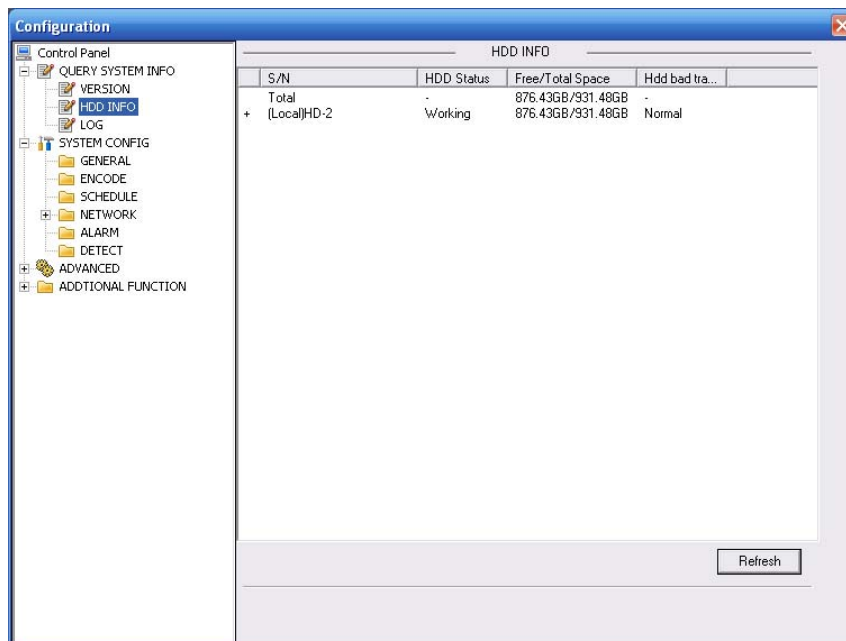 Configuration
Control Panel
QUERY SYSTEM INFO
VERSION
HDD INFO
LOG
SYSTEM CONFIG
GENERAL
ENCODE
SCHEDULE
NETWORK
ALARM
DETECT
ADVANCED
ADDTIONAL FUNCTION
HDD INFO
S/N HDD Status Free/Total Space Hdd bad tra...
Total - 876.43GB/931.48GB -
+ (Local)HD-2 Working 876.43GB/931.48GB Normal
Refresh